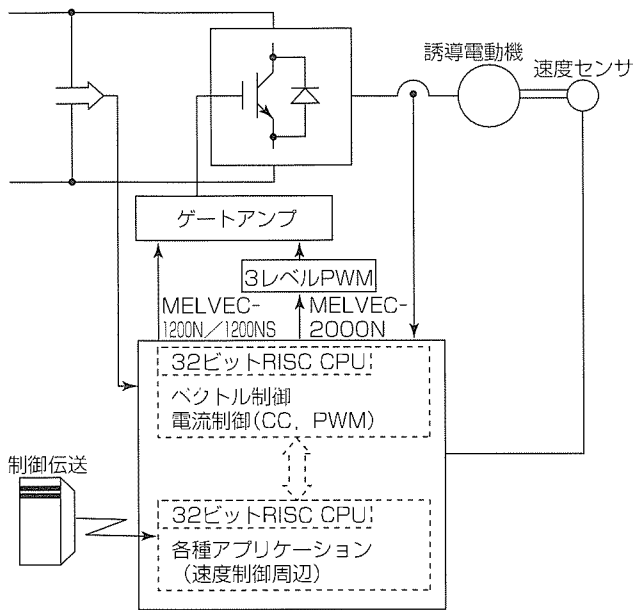 誘導電動機
速度センサ
ゲートアンプ
3レベルPWM
MELVEC-
1200N／1200NS
MELVEC-
2000N
32ビットRISC CPU
ベクトル制御
電流制御(CC，PWM)
制御伝送
32ビットRISC CPU
各種アプリケーション
（速度制御周辺）